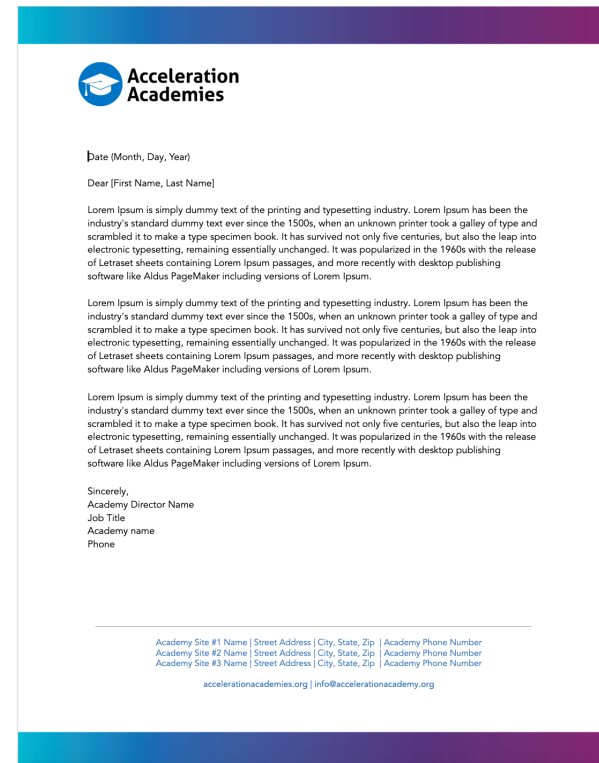 Acceleration
Academies
Date (Month, Day, Year)
Dear [First Name, Last Name]
Lorem Ipsum is simply dummy text of the printing and typesetting industry. Lorem Ipsum has been the
industry's standard dummy text ever since the 1500s, when an unknown printer took a galley of type and
scrambled it to make a type specimen book. It has survived not only five centuries, but also the leap into
electronic typesetting, remaining essentially unchanged. It was popularized in the 1960s with the release
of Letraset sheets containing Lorem Ipsum passages, and more recently with desktop publishing
software like Aldus PageMaker including versions of Lorem Ipsum.
Lorem Ipsum is simply dummy text of the printing and typesetting industry. Lorem Ipsum has been the
industry's standard dummy text ever since the 1500s, when an unknown printer took a galley of type and
scrambled it to make a type specimen book. It has survived not only five centuries, but also the leap into
electronic typesetting, remaining essentially unchanged. It was popularized in the 1960s with the release
of Letraset sheets containing Lorem Ipsum passages, and more recently with desktop publishing
software like Aldus PageMaker including versions of Lorem Ipsum.
Lorem Ipsum is simply dummy text of the printing and typesetting industry. Lorem Ipsum has been the
industry's standard dummy text ever since the 1500s, when an unknown printer took a galley of type and
scrambled it to make a type specimen book. It has survived not only five centuries, but also the leap into
electronic typesetting, remaining essentially unchanged. It was popularized in the 1960s with the release
of Letraset sheets containing Lorem Ipsum passages, and more recently with desktop publishing
software like Aldus PageMaker including versions of Lorem Ipsum.
Sincerely,
Academy Director Name
Job Title
Academy name
Phone
Academy Site #1 Name | Street Address | City, State, Zip | Academy Phone Number
Academy Site #2 Name | Street Address | City, State, Zip | Academy Phone Number
Academy Site #3 Name | Street Address | City, State, Zip | Academy Phone Number
accelerationacademies.org | info@accelerationacademy.org